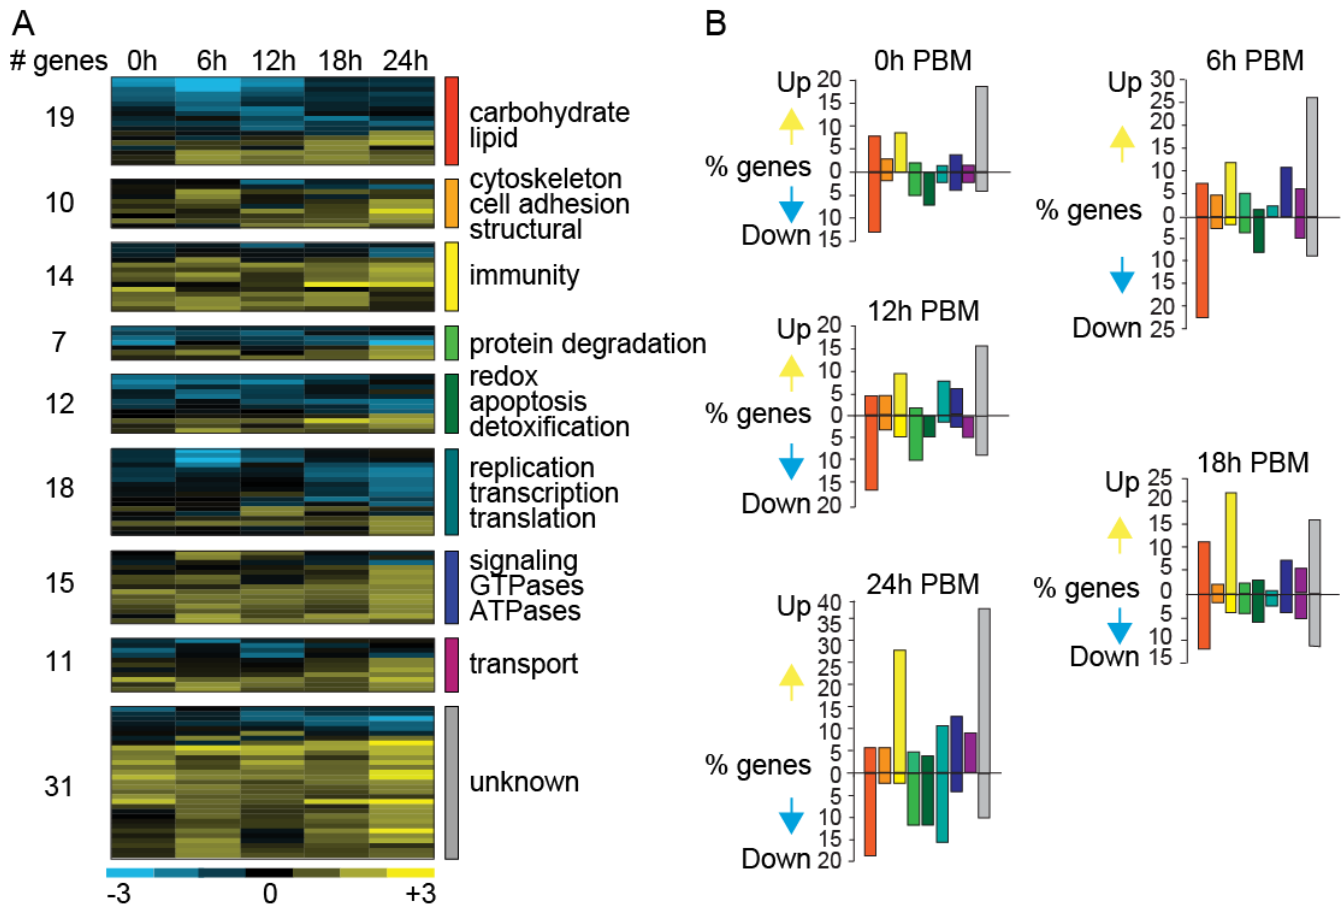 A
# genes 0h 6h 12h 18h 24h
19
carbohydrate
lipid
10
cytoskeleton
cell adhesion
structural
14
immunity
7
protein degradation
12
redox
apoptosis
detoxification
18
replication
transcription
translation
15
signaling
GTPases
ATPases
11
transport
31
unknown
-3 0 +3
B
0h PBM
Up
% genes
Down
20
15
10
5
0
5
10
15
6h PBM
Up
% genes
Down
30
25
20
15
10
5
0
5
10
15
20
25
12h PBM
Up
% genes
Down
20
15
10
5
0
5
10
15
20
18h PBM
Up
% genes
Down
25
20
15
10
5
0
5
10
15
24h PBM
Up
% genes
Down
40
35
30
25
20
15
10
5
0
5
10
15
20